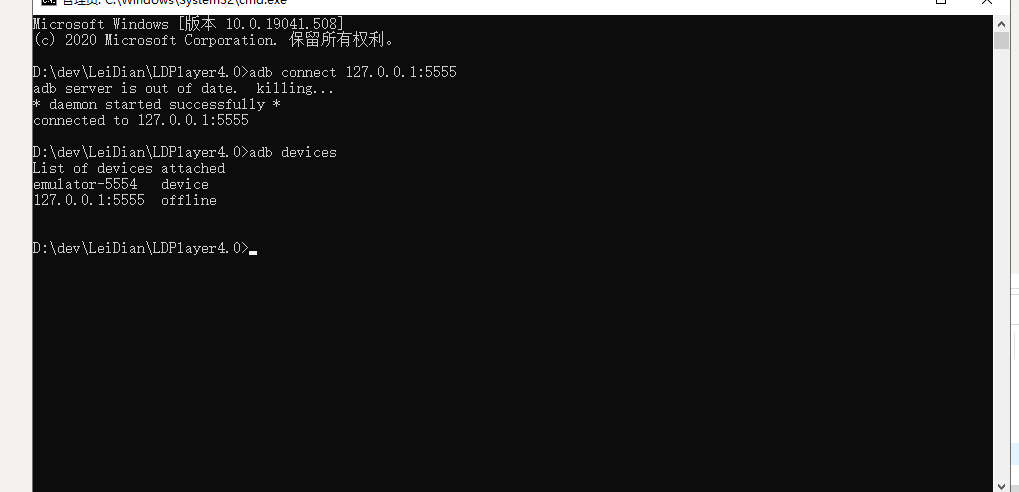 管理员: C:\Windows\System32\cmd.exe
Microsoft Windows [版本 10.0.19041.508]
(c) 2020 Microsoft Corporation. 保留所有权利。
D:\dev\LeiDian\LDPlayer4.0>adb connect 127.0.0.1:5555
adb server is out of date.  killing...
* daemon started successfully *
connected to 127.0.0.1:5555
D:\dev\LeiDian\LDPlayer4.0>adb devices
List of devices attached
emulator-5554   device
127.0.0.1:5555  offline
D:\dev\LeiDian\LDPlayer4.0>